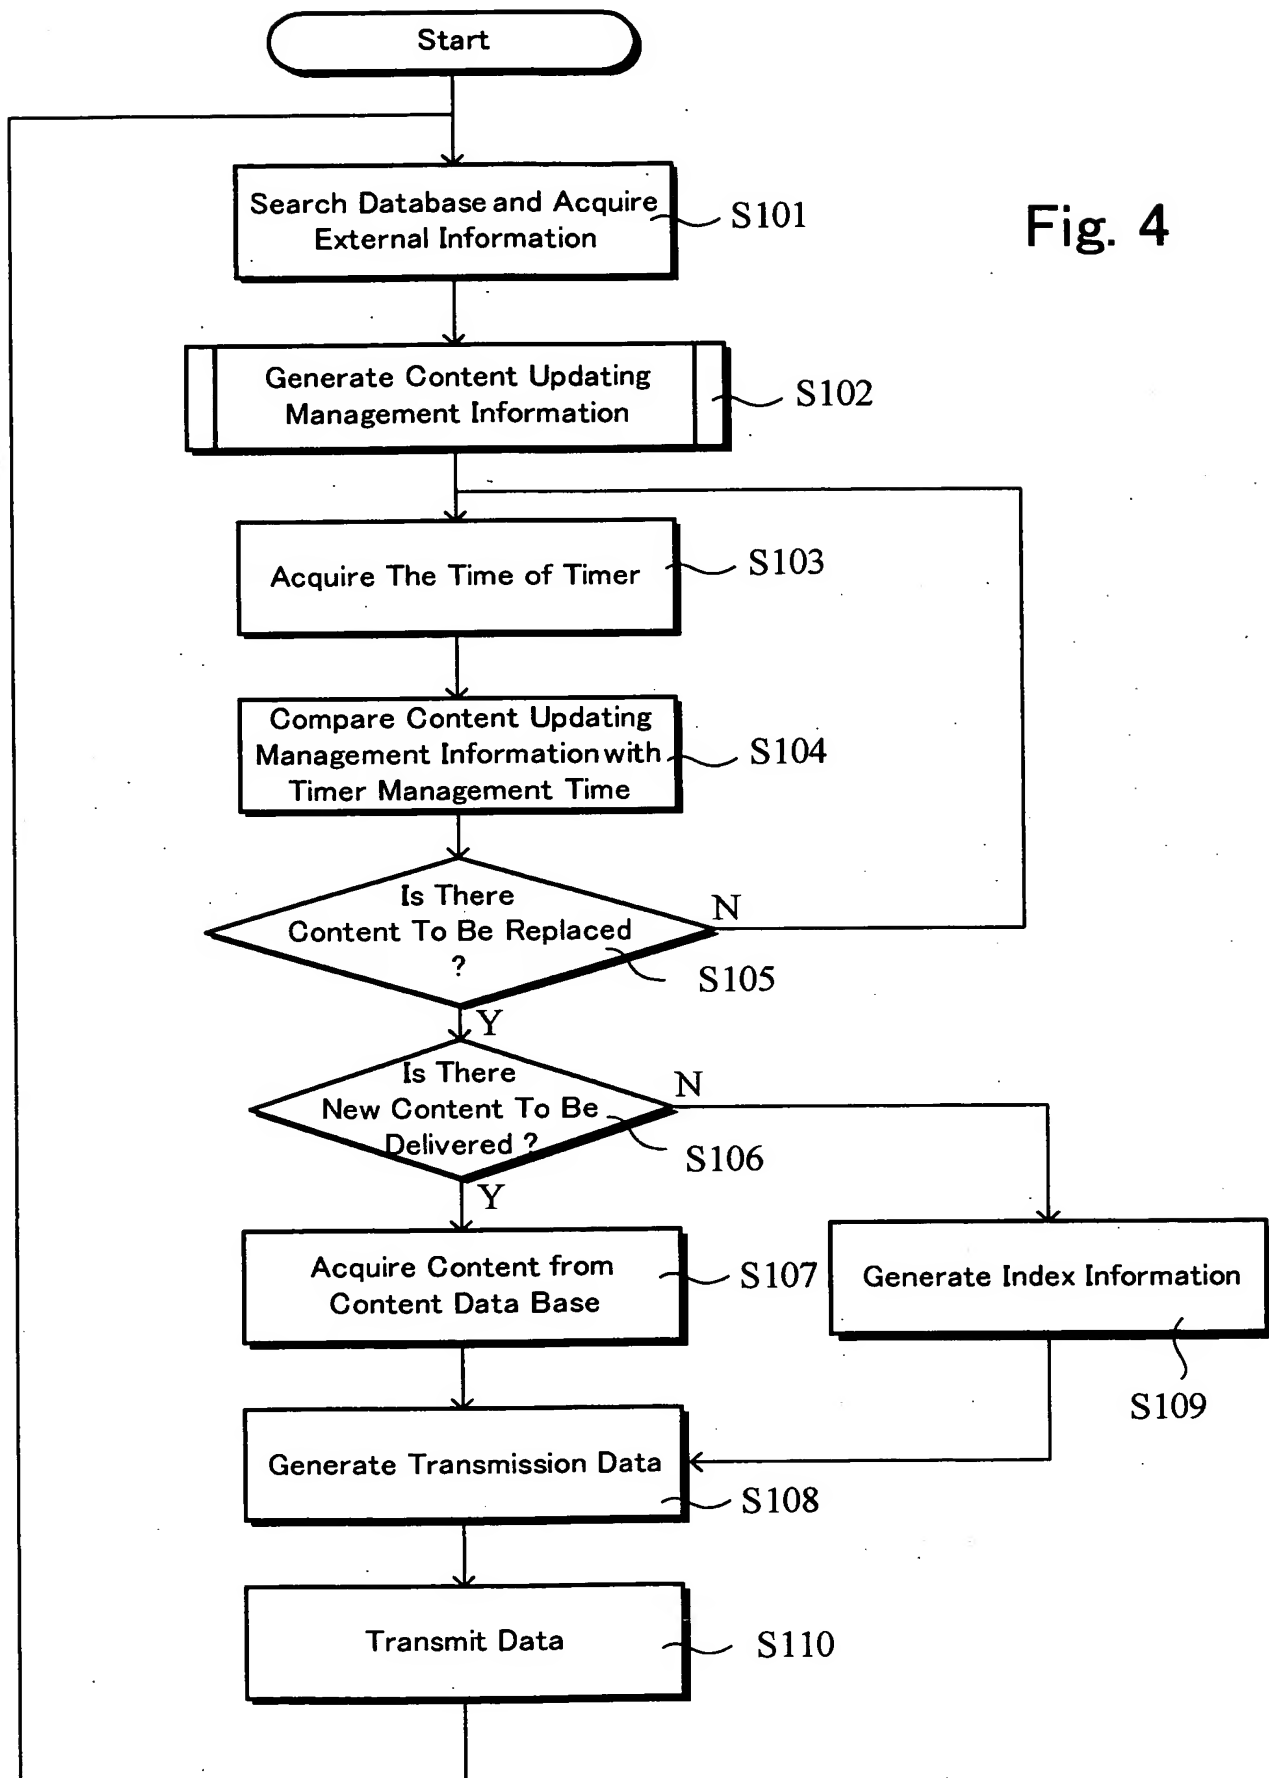 Start
Search Database and Acquire
External Information
S101
Fig. 4
Generate Content Updating
Management Information
S102
Acquire The Time of Timer
S103
Compare Content Updating
Management Information with
Timer Management Time
S104
Is There
Content To Be Replaced
?
N
S105
Y
Is There
New Content To Be
Delivered ?
N
S106
Y
Acquire Content from
Content Data Base
S107
Generate Index Information
S109
Generate Transmission Data
S108
Transmit Data
S110